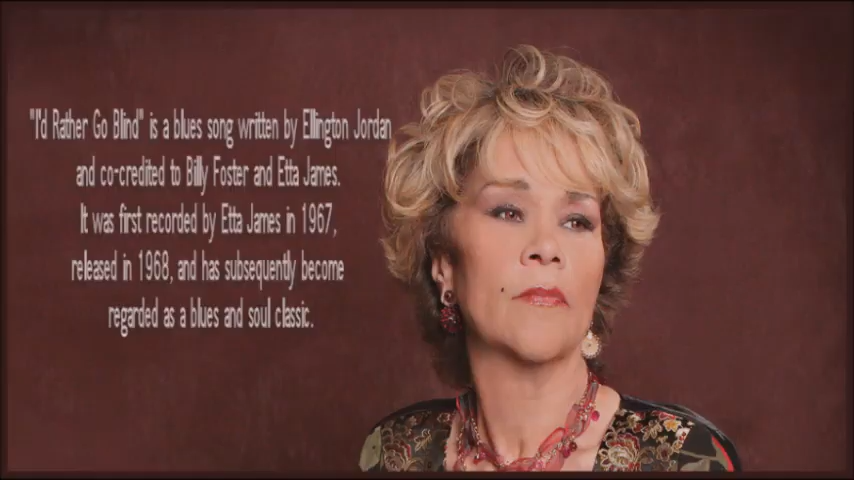 "I'd Rather Go Blind" is a blues song written by Ellington Jordan
and co-credited to Billy Foster and Etta James.
It was first recorded by Etta James in 1967,
released in 1968, and has subsequently become
regarded as a blues and soul classic.